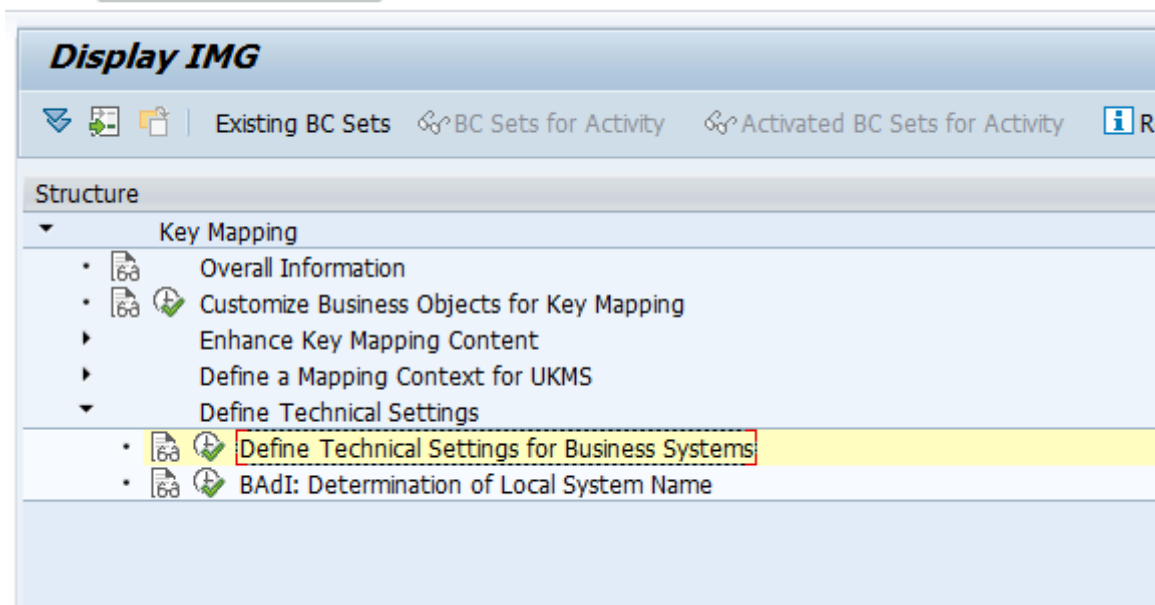 Display IMG
Existing BC Sets BC Sets for Activity Activated BC Sets for Activity R
Structure
Key Mapping
Overall Information
Customize Business Objects for Key Mapping
Enhance Key Mapping Content
Define a Mapping Context for UKMS
Define Technical Settings
Define Technical Settings for Business Systems
BAdI: Determination of Local System Name